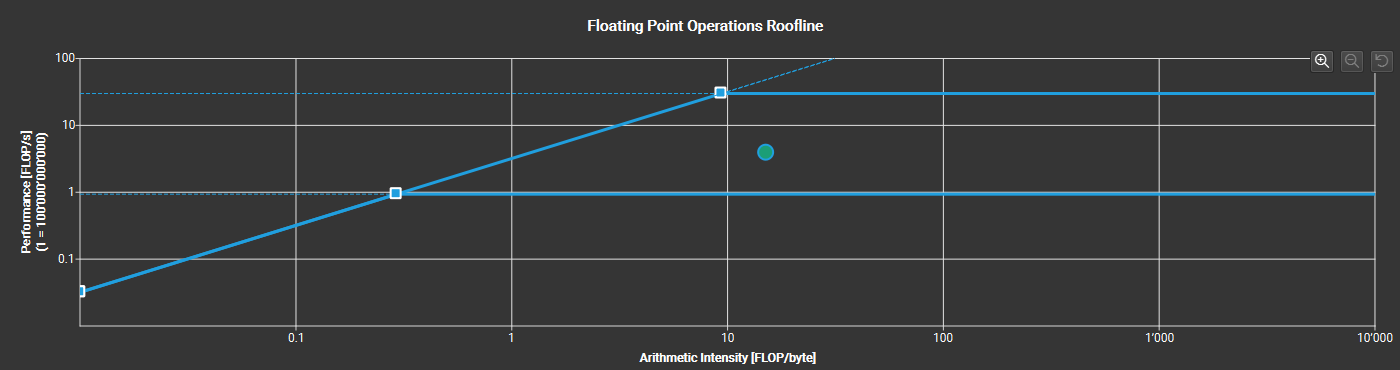 Floating Point Operations Roofline
100
10
1
0.1
Performance [FLOP/s]
(1 = 100'000'000'000)
0.1
1
10
100
1'000
10'000
Arithmetic Intensity [FLOP/byte]